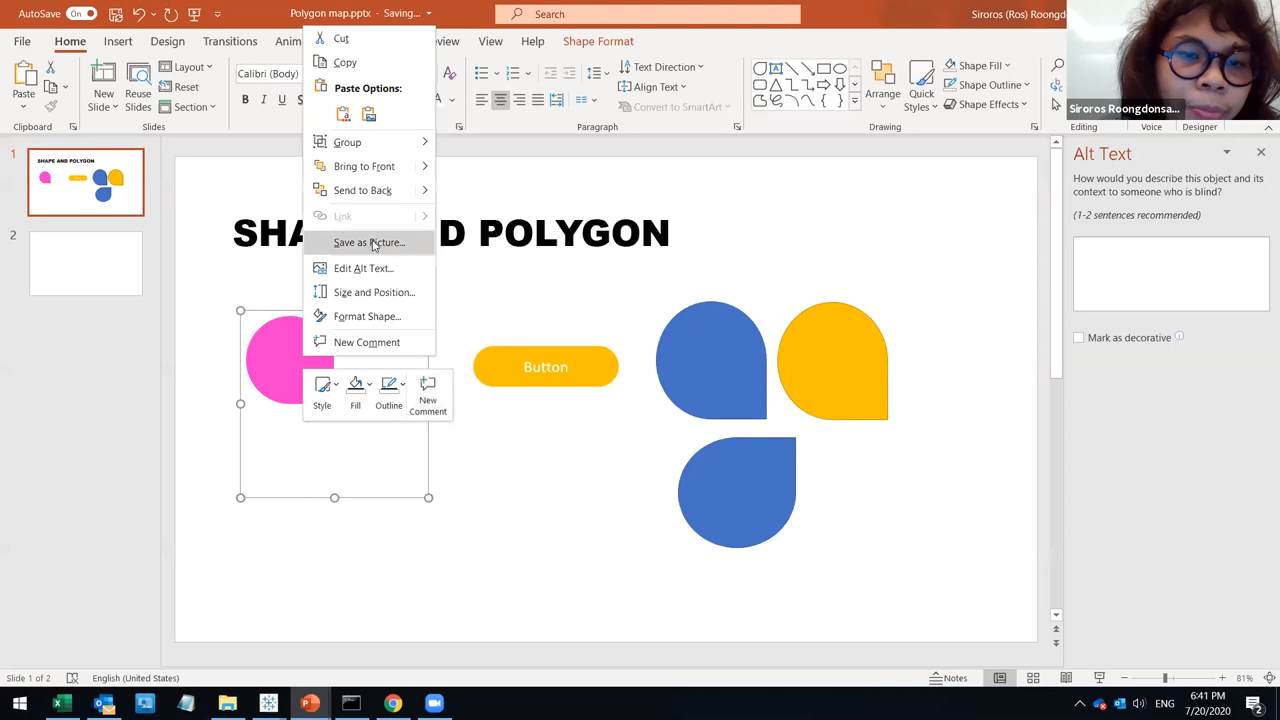 AutoSave On
Polygon map.pptx - Saving...
Search
Siroros (Ros) Roongd
File Home Insert Design Transitions Anim view View Help Shape Format
Paste
Clipboard
New Slide
Reuse Slides
Layout
Reset
Section
Slides
Calibri (Body)
B I U S
Text Direction
Align Text
Convert to SmartArt
Paragraph
Arrange
Quick Styles
Shape Fill
Shape Outline
Shape Effects
Drawing
Editing
Voice
Designer
Siroros Roongdonsa...
Cut
Copy
Paste Options:
Group
Bring to Front
Send to Back
Link
Save as Picture...
Edit Alt Text...
Size and Position...
Format Shape...
New Comment
Style
Fill
Outline
New Comment
1
SHAPE AND POLYGON
2
SHA D POLYGON
Button
Alt Text
How would you describe this object and its
context to someone who is blind?
(1-2 sentences recommended)
Mark as decorative
Slide 1 of 2
English (United States)
Notes
81%
ENG
6:41 PM
7/20/2020
2